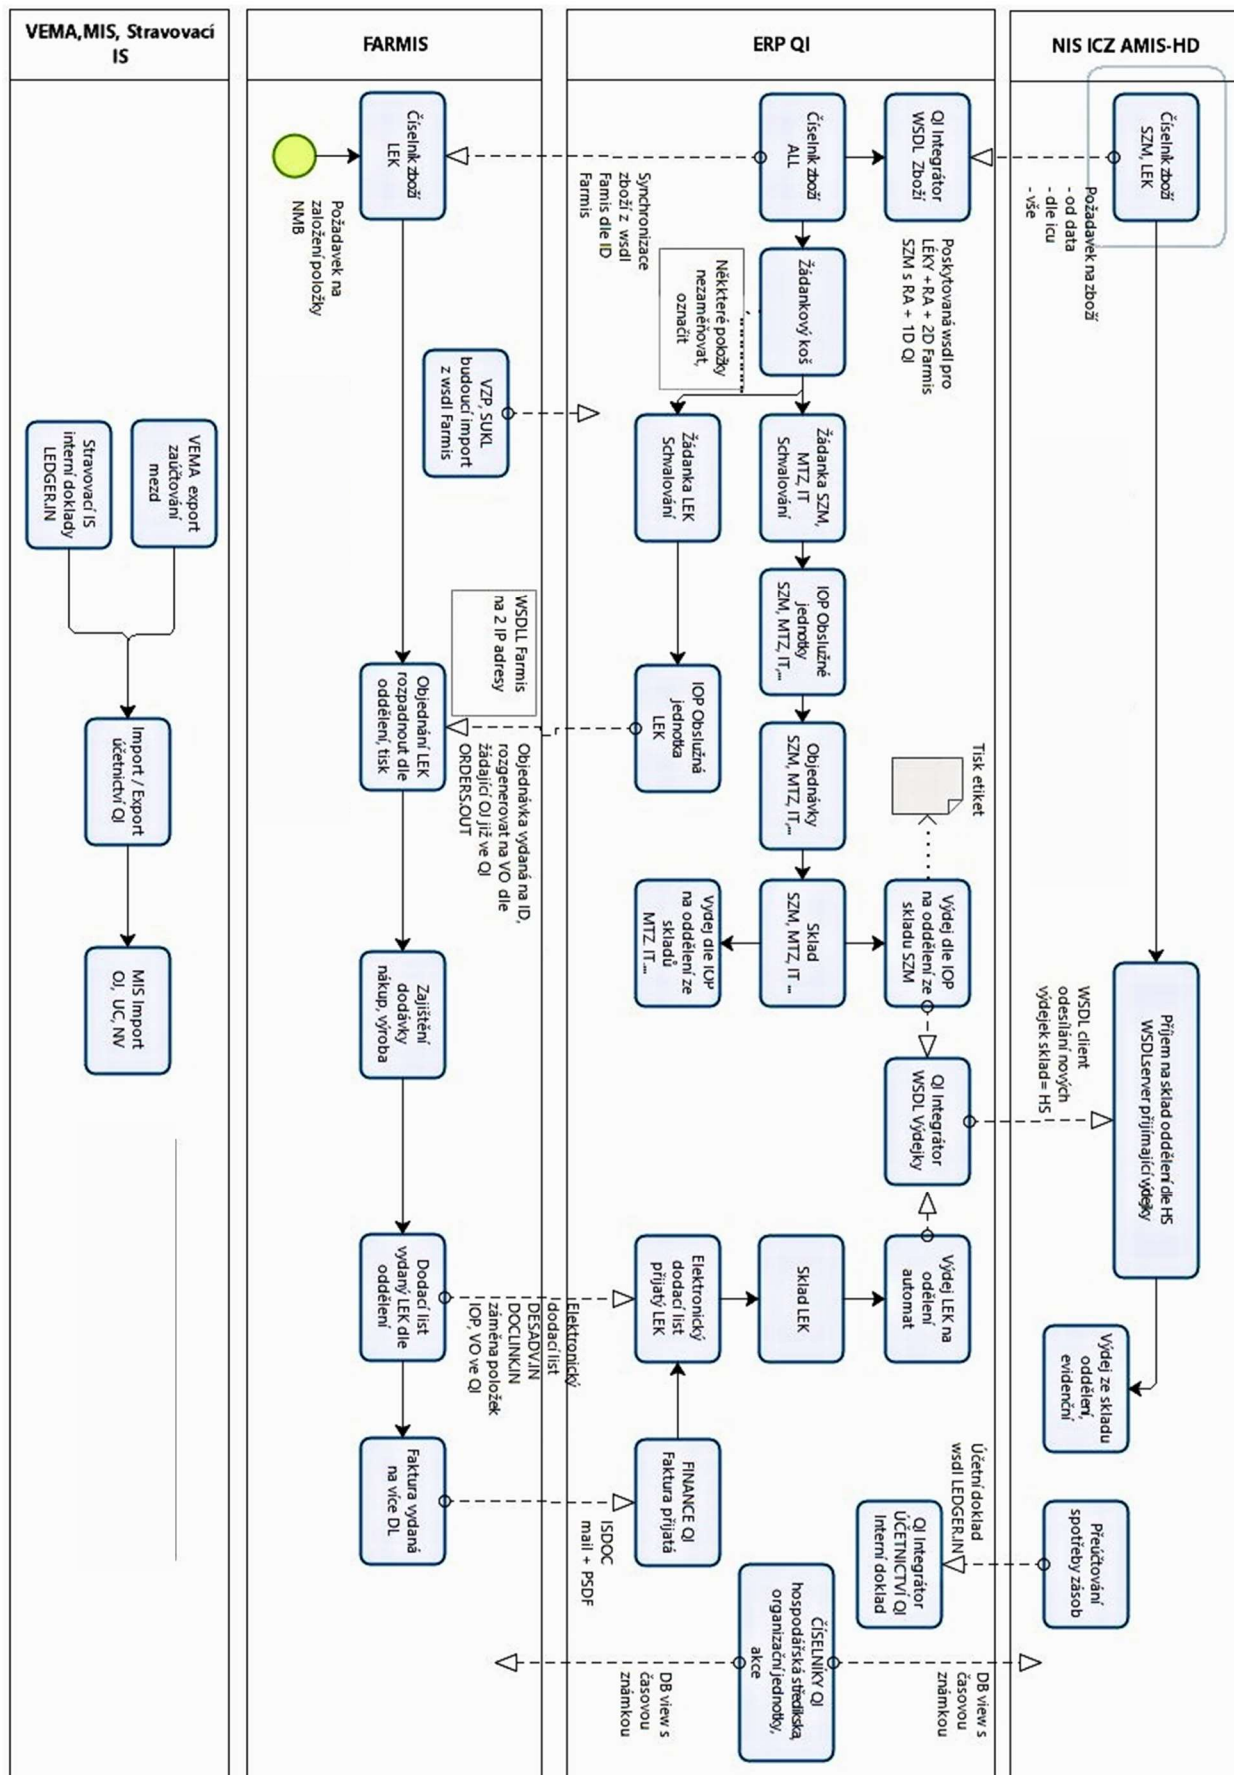 VEMA,MIS, Stravovací
IS
FARMIS
ERP QI
NIS ICZ AMIS-HD
Číselník zboží
SZM, LEK
Požadavek na zboží
- od data
- dle icu
- vše
Příjem na sklad oddělení dle HS
WSDLserver přijímající výdejky
Výdej ze skladu
oddělení,
evidenční
Přeúčtování
spotřeby zásob
QI Integrátor
WSDL Zboží
Poskytovaná wsdl pro
LÉKY +RA + 2D Farmis
SZM s RA + 1D QI
Číselník zboží
ALL
Synchronizace
zboží z wsdl
Famis dle ID
Farmis
Žádankový koš
Některé položky
nezaměňovat,
označit
Žádanka SZM,
MTZ, IT
Schvalování
Žádanka LEK
Schvalování
IOP Obslužné
jednotky
SZM, MTZ, IT,...
IOP Obslužná
jednotka
LEK
Objednávky
SZM, MTZ, IT,...
Tisk etiket
Výdej dle IOP
na oddělení ze
skladu SZM
Sklad
SZM, MTZ, IT ...
Vydej dle IOP
na oddělení ze
skladů
MTZ. IT ...
QI Integrátor
WSDL Výdejky
WSDL client
odesílání nových
výdejek sklad= HS
Výdej LEK na
odělení
automat
Sklad LEK
Elektronický
dodací list
přijatý LEK
FINANCE QI
Faktura přijatá
Účetní doklad
wsdl LEDGER.IN
QI Integrátor
ÚČETNICTVÍ QI
Interní doklad
ČÍSELNÍKY QI
hospodářská střediska,
organizační jednotky,
akce
DB view s
časovou
známkou
DB view s
časovou
známkou
Číselník zboží
LEK
Požadavek na
založení položky
NMB
VZP, SUKL
budoucí import
z wsdl Farmis
WSDLL Farmis
na 2 IP adresy
Objednání LEK
rozpadnout dle
oddělení, tisk
Objednávka vydaná na ID,
rozgenerovat na VO dle
žádající OJ již ve QI
ORDERS.OUT
Zajištění
dodávky
nákup, výroba
Dodací list
vydaný LEK dle
oddělení
Elektronický
dodací list
DESADV.IN
DOCLINK.IN
záměna položek
IOP, VO ve QI
Faktura vydaná
na více DL
ISDOC
mail + PSDF
VEMA export
zaúčtování
mezd
Stravovací IS
interní doklady
LEDGER.IN
Import / Export
účetnictví QI
MIS Import
OJ, UC, NV